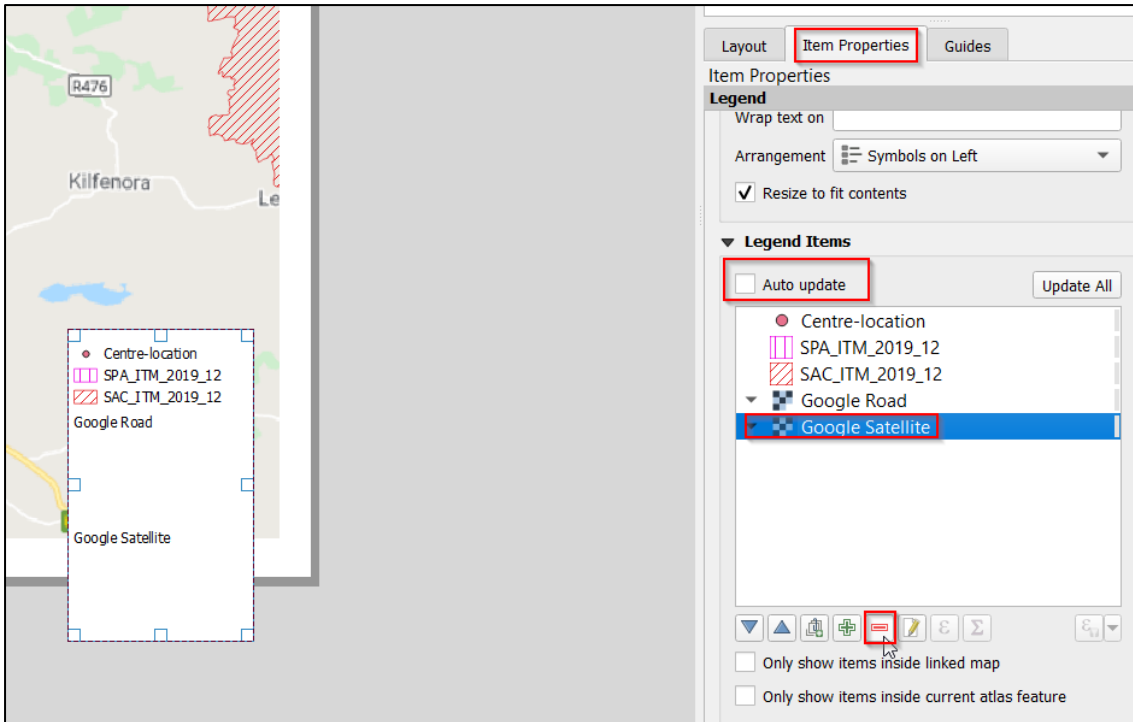 R476
Kilfenora
Le
Centre-location
SPA_ITM_2019_12
SAC_ITM_2019_12
Google Road
Google Satellite
Layout
Item Properties
Guides
Item Properties
Legend
Wrap text on
Arrangement
Symbols on Left
Resize to fit contents
Legend Items
Auto update
Update All
Centre-location
SPA_ITM_2019_12
SAC_ITM_2019_12
Google Road
Google Satellite
Only show items inside linked map
Only show items inside current atlas feature